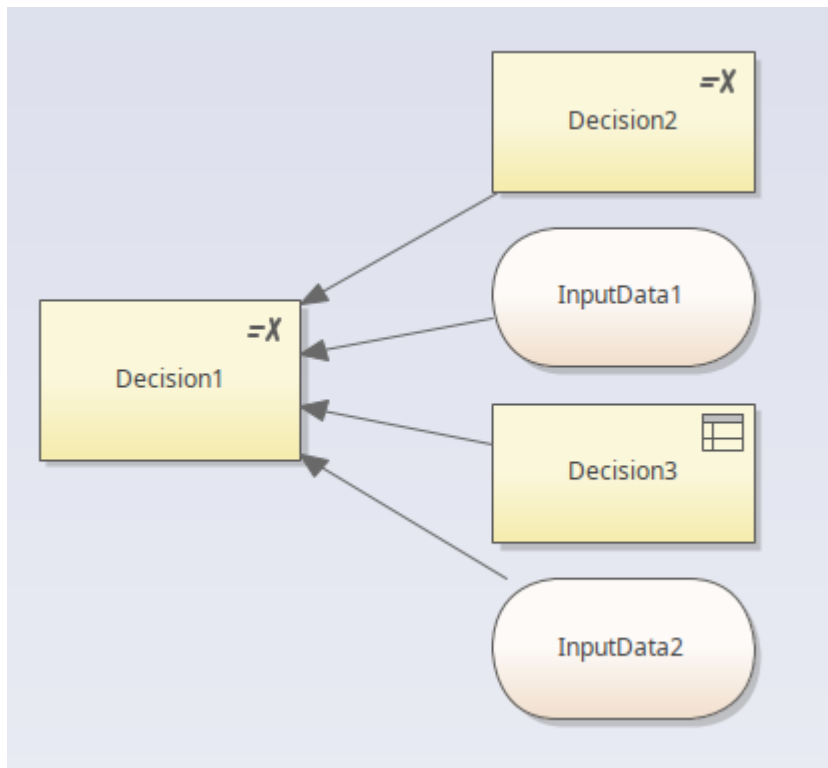 =X
Decision2
InputData1
=X
Decision1
Decision3
InputData2